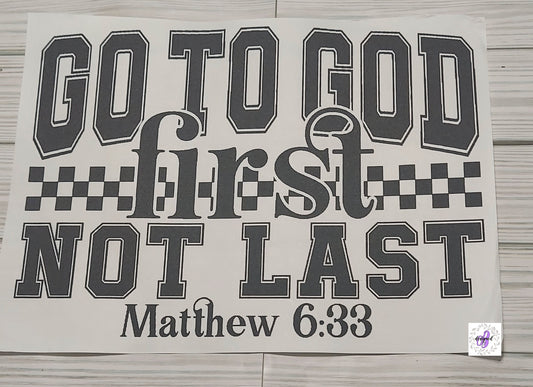 GO TO GOD
first
NOT LAST
Matthew 6:33